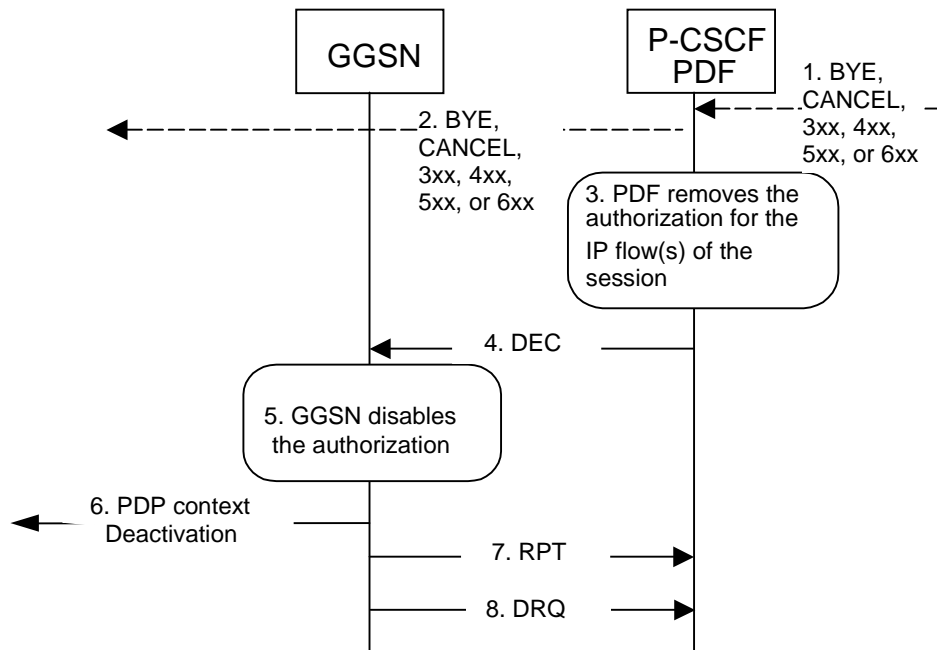 GGSN
P-CSCF
PDF
1. BYE,
CANCEL,
3xx, 4xx,
5xx, or 6xx
2. BYE,
CANCEL,
3xx, 4xx,
5xx, or 6xx
3. PDF removes the
authorization for the
IP flow(s) of the
session
4. DEC
5. GGSN disables
the authorization
6. PDP context
Deactivation
7. RPT
8. DRQ